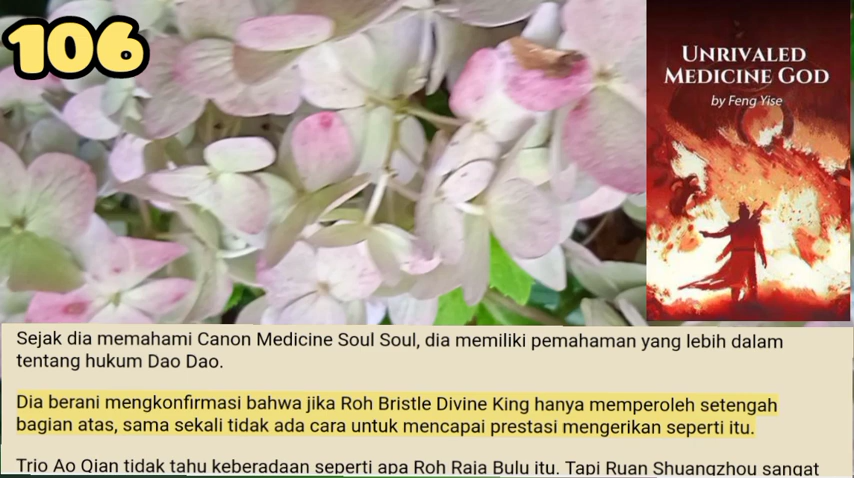 106
UNRIVALED
MEDICINE GOD
by Feng Yise
Sejak dia memahami Canon Medicine Soul Soul, dia memiliki pemahaman yang lebih dalam
tentang hukum Dao Dao.
Dia berani mengkonfirmasi bahwa jika Roh Bristle Divine King hanya memperoleh setengah
bagian atas, sama sekali tidak ada cara untuk mencapai prestasi mengerikan seperti itu.
Trio Ao Qian tidak tahu keberadaan seperti apa Roh Raja Bulu itu. Tapi Ruan Shuangzhou sangat